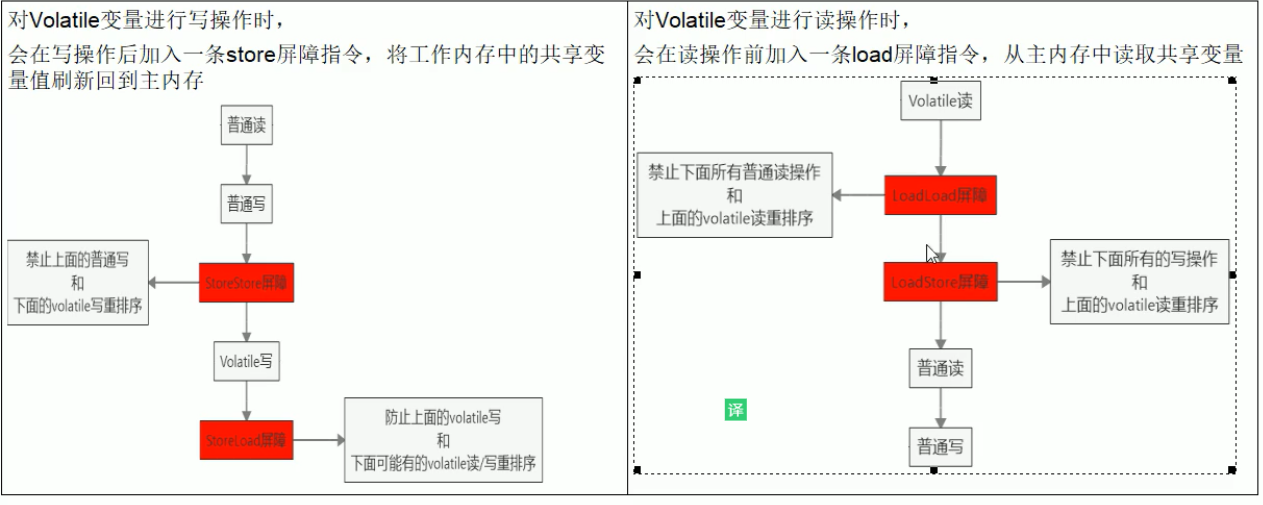 对Volatile变量进行写操作时，
会在写操作后加入一条store屏障指令，将工作内存中的共享变
量值刷新回到主内存
普通读
普通写
禁止上面的普通写
和
下面的volatile写重排序
StoreStore屏障
Volatile写
StoreLoad屏障
防止上面的volatile写
和
下面可能有的volatile读/写重排序
对Volatile变量进行读操作时，
会在读操作前加入一条load屏障指令，从主内存中读取共享变量
Volatile读
禁止下面所有普通读操作
和
上面的volatile读重排序
LoadLoad屏障
LoadStore屏障
禁止下面所有的写操作
和
上面的volatile读重排序
普通读
普通写
译